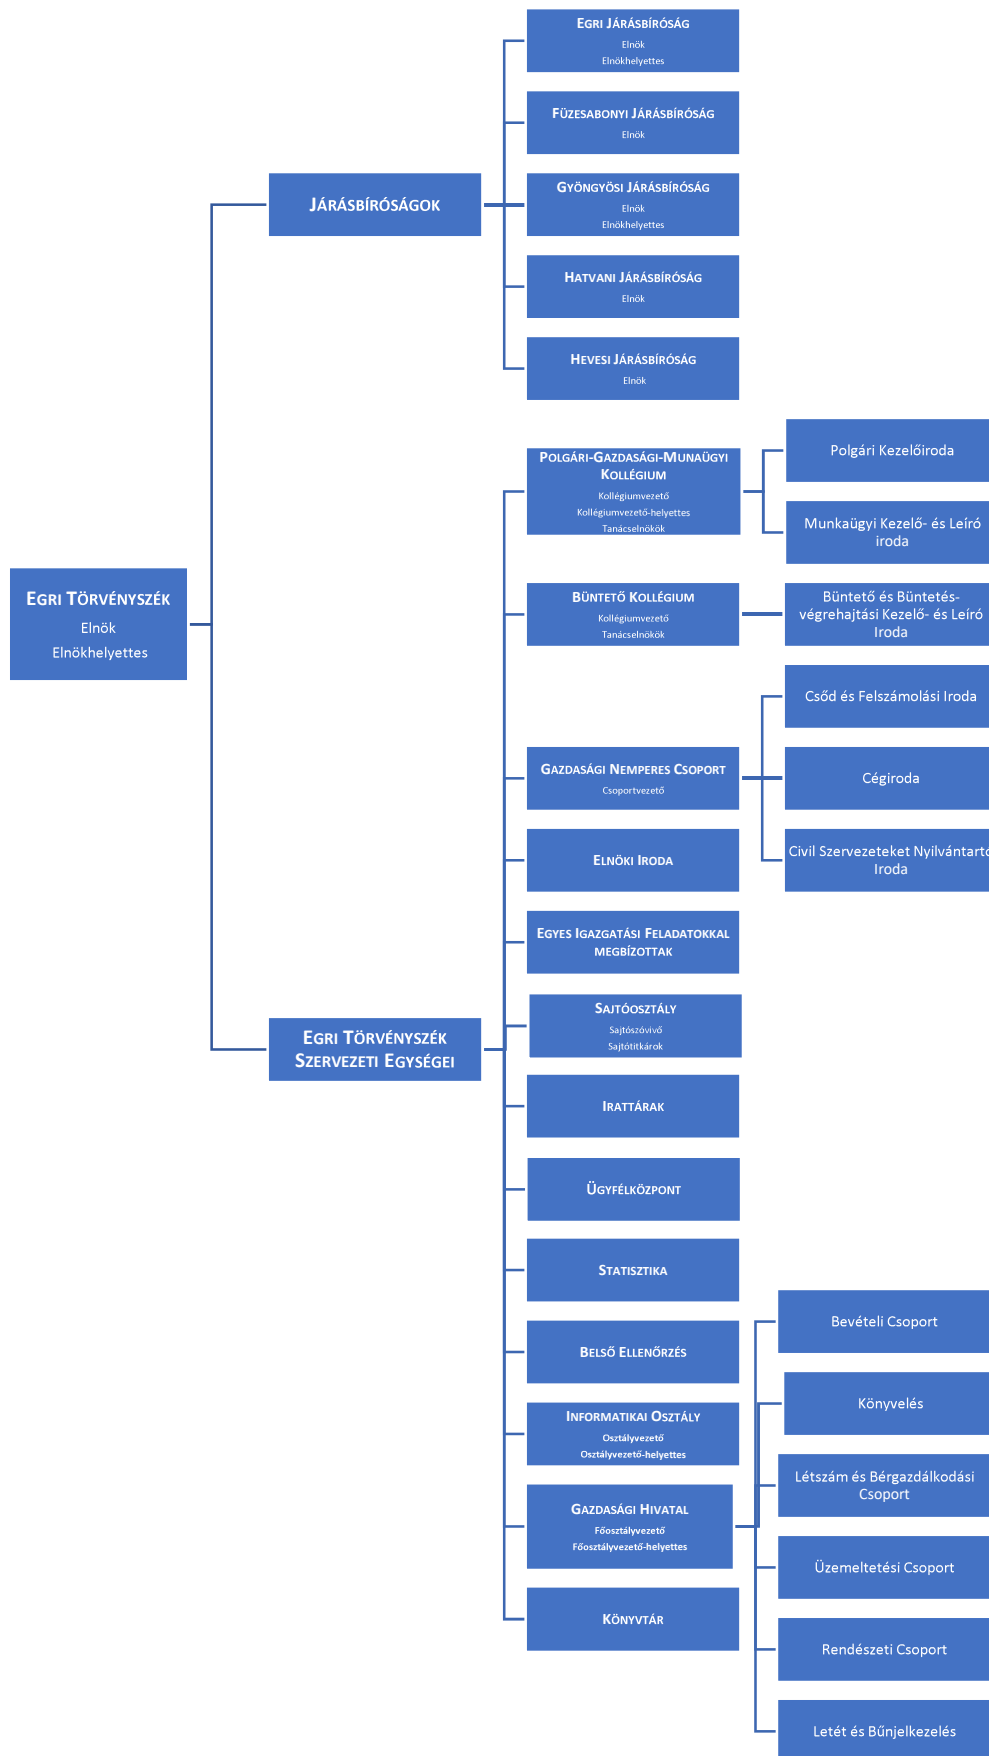 EGRI JÁRÁSBÍRÓSÁG
Elnök
Elnökhelyettes
FÜZESABONYI JÁRÁSBÍRÓSÁG
Elnök
JÁRÁSBÍRÓSÁGOK
GYÖNGYÖSI JÁRÁSBÍRÓSÁG
Elnök
Elnökhelyettes
HATVANI JÁRÁSBÍRÓSÁG
Elnök
HEVESI JÁRÁSBÍRÓSÁG
Elnök
EGRI TÖRVÉNYSZÉK
Elnök
Elnökhelyettes
POLGÁRI-GAZDASÁGI-MUNAÜGYI
KOLLÉGIUM
Kollégiumvezető
Kollégiumvezető-helyettes
Tanácselnökök
Polgári Kezelőiroda
Munkaügyi Kezelő- és Leíró
iroda
BÜNTETŐ KOLLÉGIUM
Kollégiumvezető
Tanácselnökök
Büntető és Büntetés-
végrehajtási Kezelő- és Leíró
Iroda
GAZDASÁGI NEMPERES CSOPORT
Csoportvezető
Csőd és Felszámolási Iroda
Cégiroda
Civil Szervezeteket Nyilvántartó
Iroda
ELNÖKI IRODA
EGYES IGAZGATÁSI FELADATOKKAL
MEGBÍZOTTAK
EGRI TÖRVÉNYSZÉK
SZERVEZETI EGYSÉGEI
SAJTÓOSZTÁLY
Sajtószóvivő
Sajtótitkárok
IRATTÁRAK
ÜGYFÉLKÖZPONT
STATISZTIKA
BELSŐ ELLENŐRZÉS
INFORMATIKAI OSZTÁLY
Osztályvezető
Osztályvezető-helyettes
GAZDASÁGI HIVATAL
Főosztályvezető
Főosztályvezető-helyettes
Bevételi Csoport
Könyvelés
Létszám és Bérgazdálkodási
Csoport
Üzemeltetési Csoport
Rendészeti Csoport
Letét és Bűnjelkezelés
KÖNYVTÁR